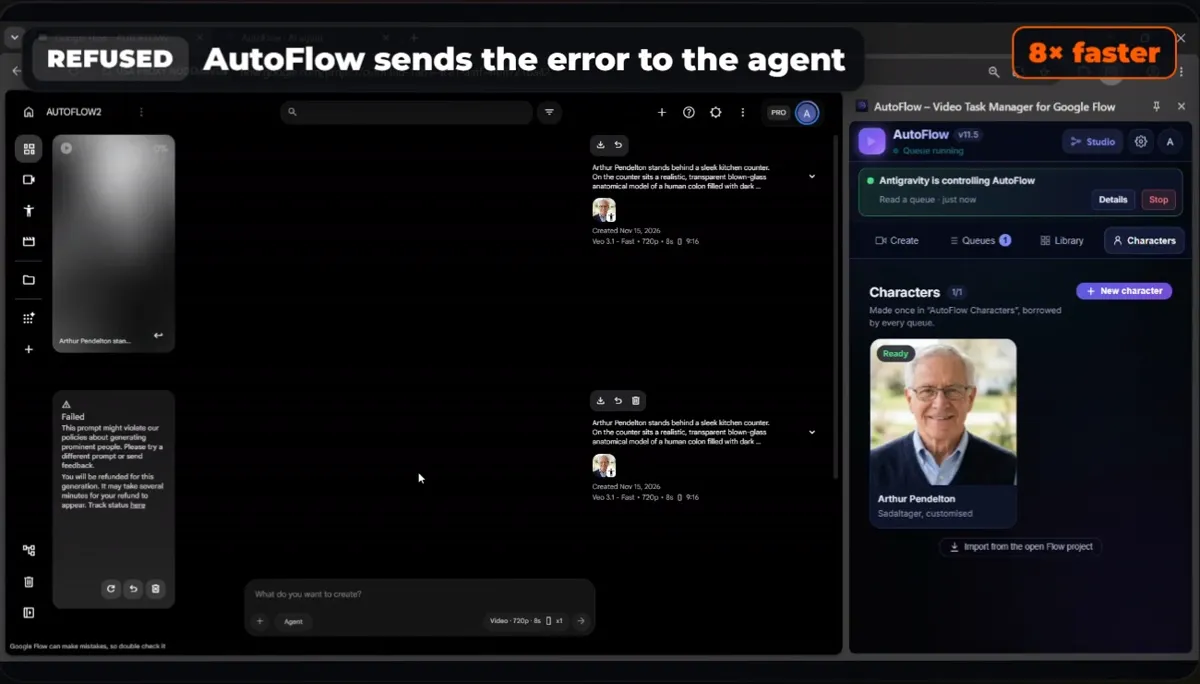 REFUSED AutoFlow sends the error to the agent
8× faster
AUTOFLOW2
PRO
A
Arthur Pendelton stan...
Failed
This prompt might violate our
policies about generating
prominent people. Please try a
different prompt or send
feedback.
You will be refunded for this
generation. It may take several
minutes for your refund to
appear. Track status here
Arthur Pendelton stands behind a sleek kitchen counter.
On the counter sits a realistic, transparent blown-glass
anatomical model of a human colon filled with dark ...
Created Nov 15, 2026
Veo 3.1 - Fast • 720p • 8s 9:16
Arthur Pendelton stands behind a sleek kitchen counter.
On the counter sits a realistic, transparent blown-glass
anatomical model of a human colon filled with dark ...
Created Nov 15, 2026
Veo 3.1 - Fast • 720p • 8s 9:16
What do you want to create?
Agent
Video · 720p · 8s x1
Google Flow can make mistakes, so double check it
AutoFlow – Video Task Manager for Google Flow
AutoFlow v11.5
Queue running
Studio
A
Antigravity is controlling AutoFlow
Read a queue · just now
Details
Stop
Create
Queues 1
Library
Characters
Characters 1/1
New character
Made once in "AutoFlow Characters", borrowed
by every queue.
Ready
Arthur Pendelton
Sadaltager, customised
Import from the open Flow project